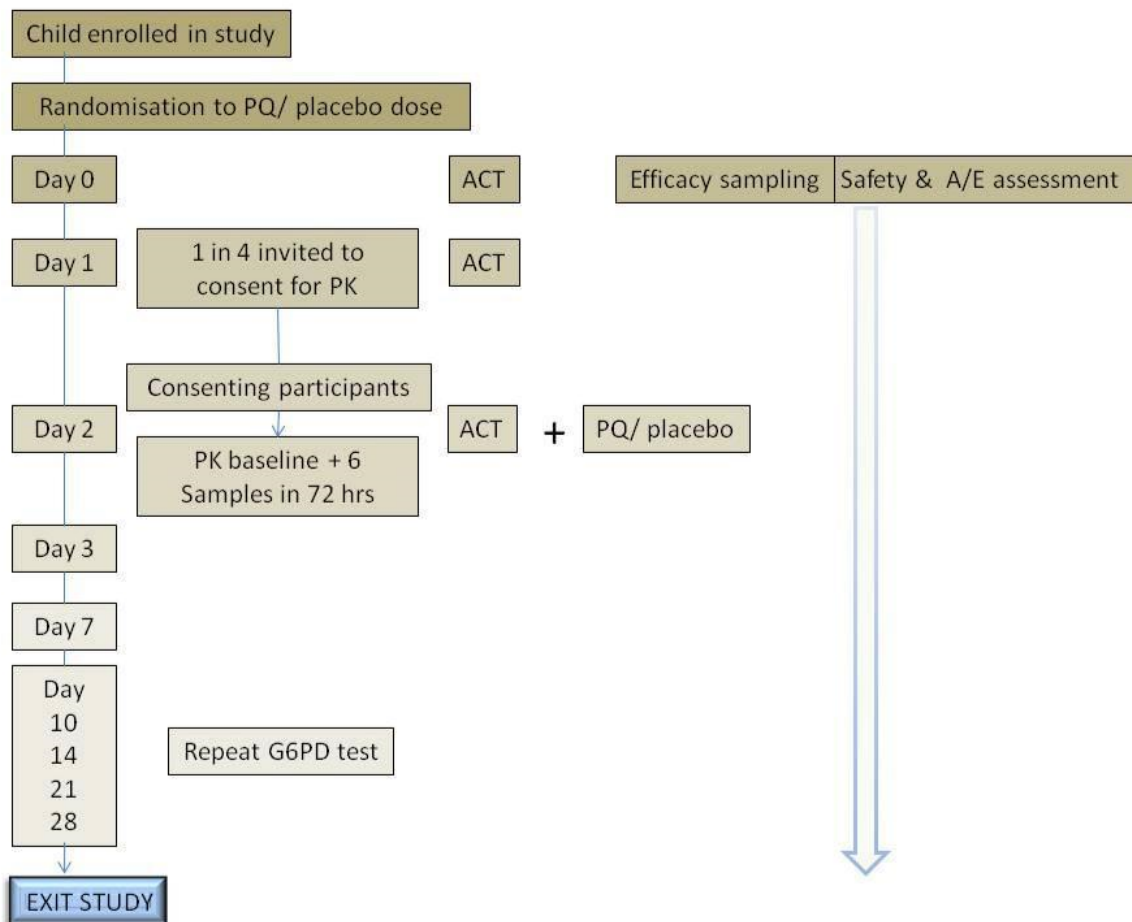 Child enrolled in study
Randomisation to PQ/ placebo dose
Day 0
ACT
Efficacy sampling
Safety & A/E assessment
Day 1
1 in 4 invited to
consent for PK
ACT
Consenting participants
Day 2
ACT
+
PQ/ placebo
PK baseline + 6
Samples in 72 hrs
Day 3
Day 7
Day
10
14
21
28
Repeat G6PD test
EXIT STUDY